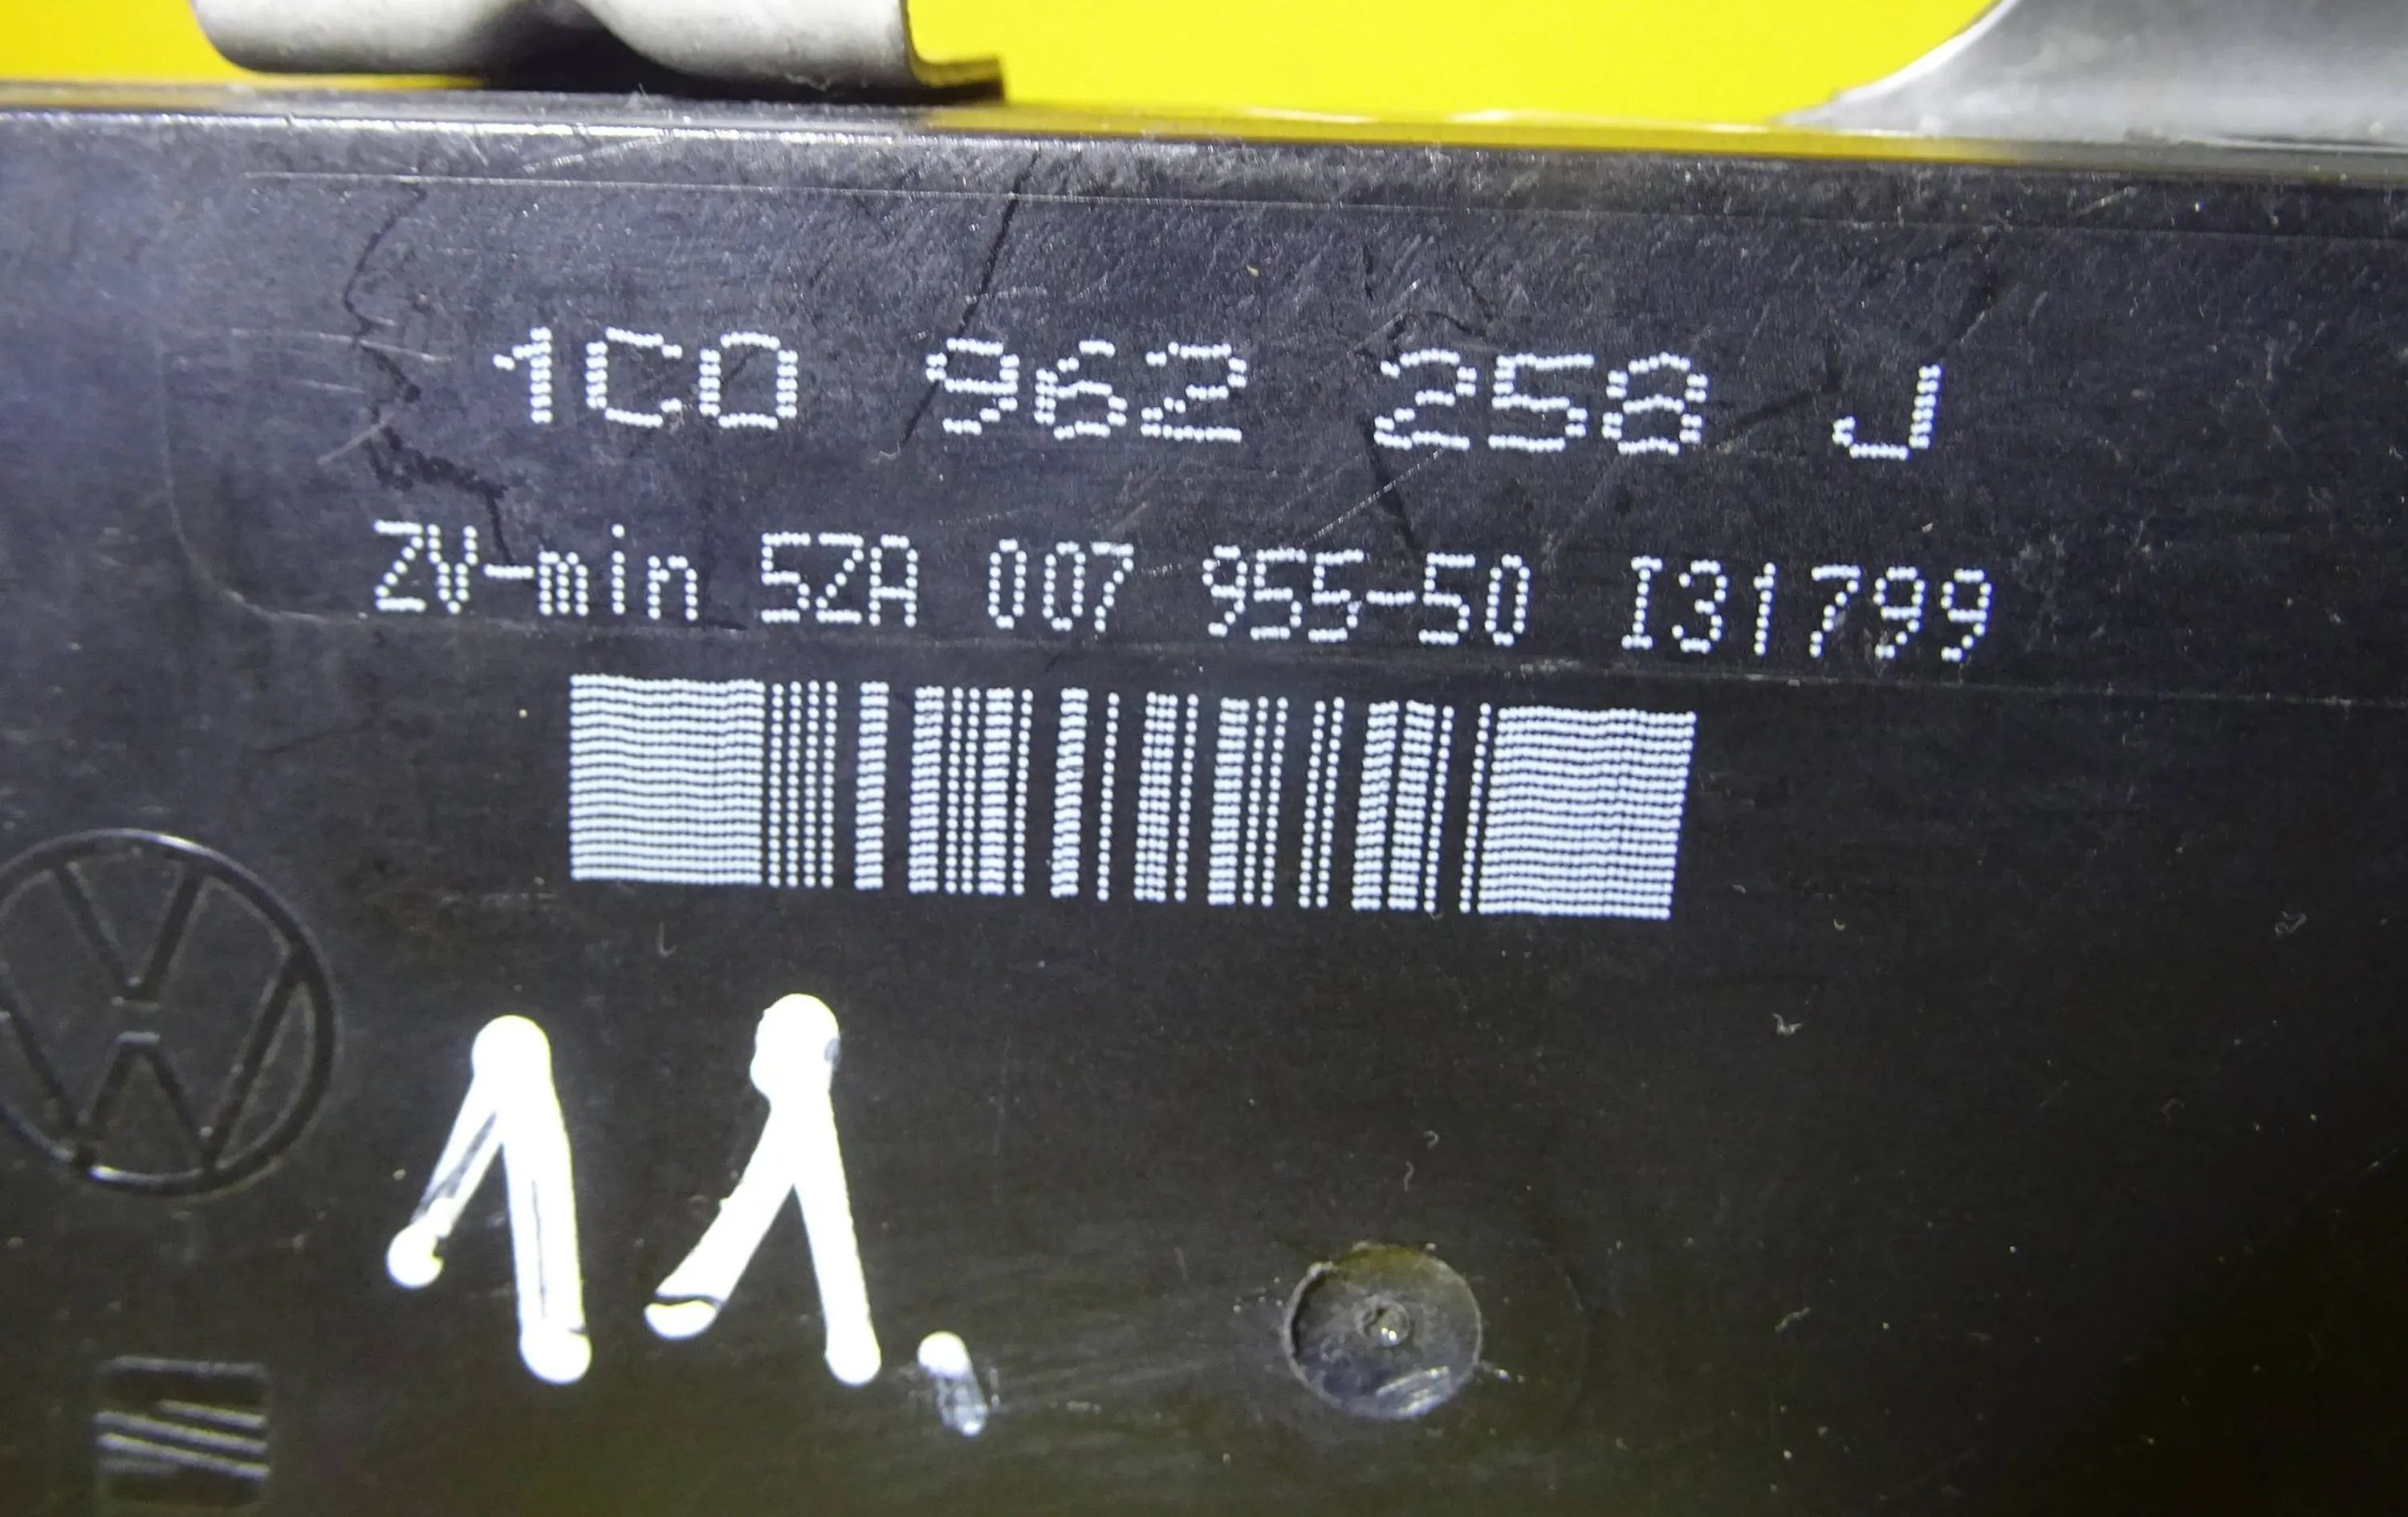 1C0 962 258 J
ZV-min 5ZA 007 955-50 I31799
11.